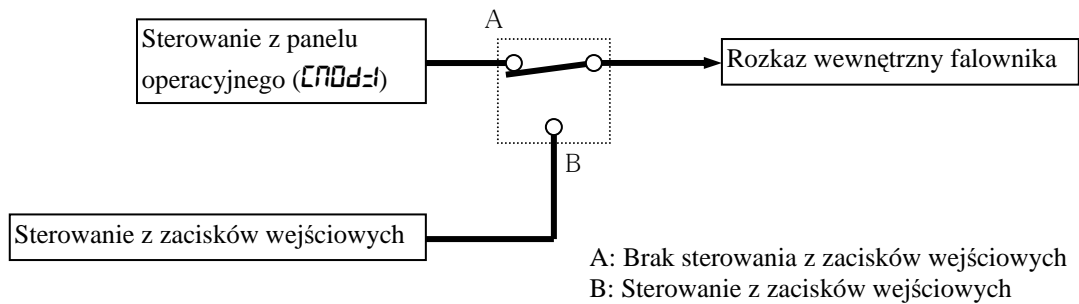 A
Sterowanie z panelu
operacyjnego (CMOd=1)
Rozkaz wewnętrzny falownika
B
Sterowanie z zacisków wejściowych
A: Brak sterowania z zacisków wejściowych
B: Sterowanie z zacisków wejściowych